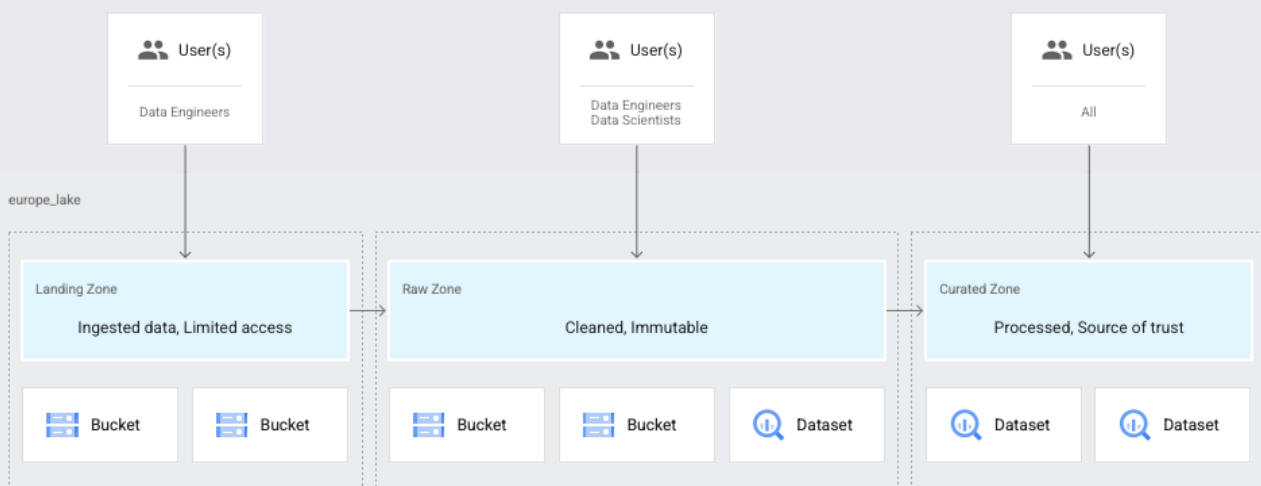 User(s)
Data Engineers
User(s)
Data Engineers
Data Scientists
User(s)
All
europe_lake
Landing Zone
Ingested data, Limited access
Raw Zone
Cleaned, Immutable
Curated Zone
Processed, Source of trust
Bucket
Bucket
Bucket
Bucket
Dataset
Dataset
Dataset